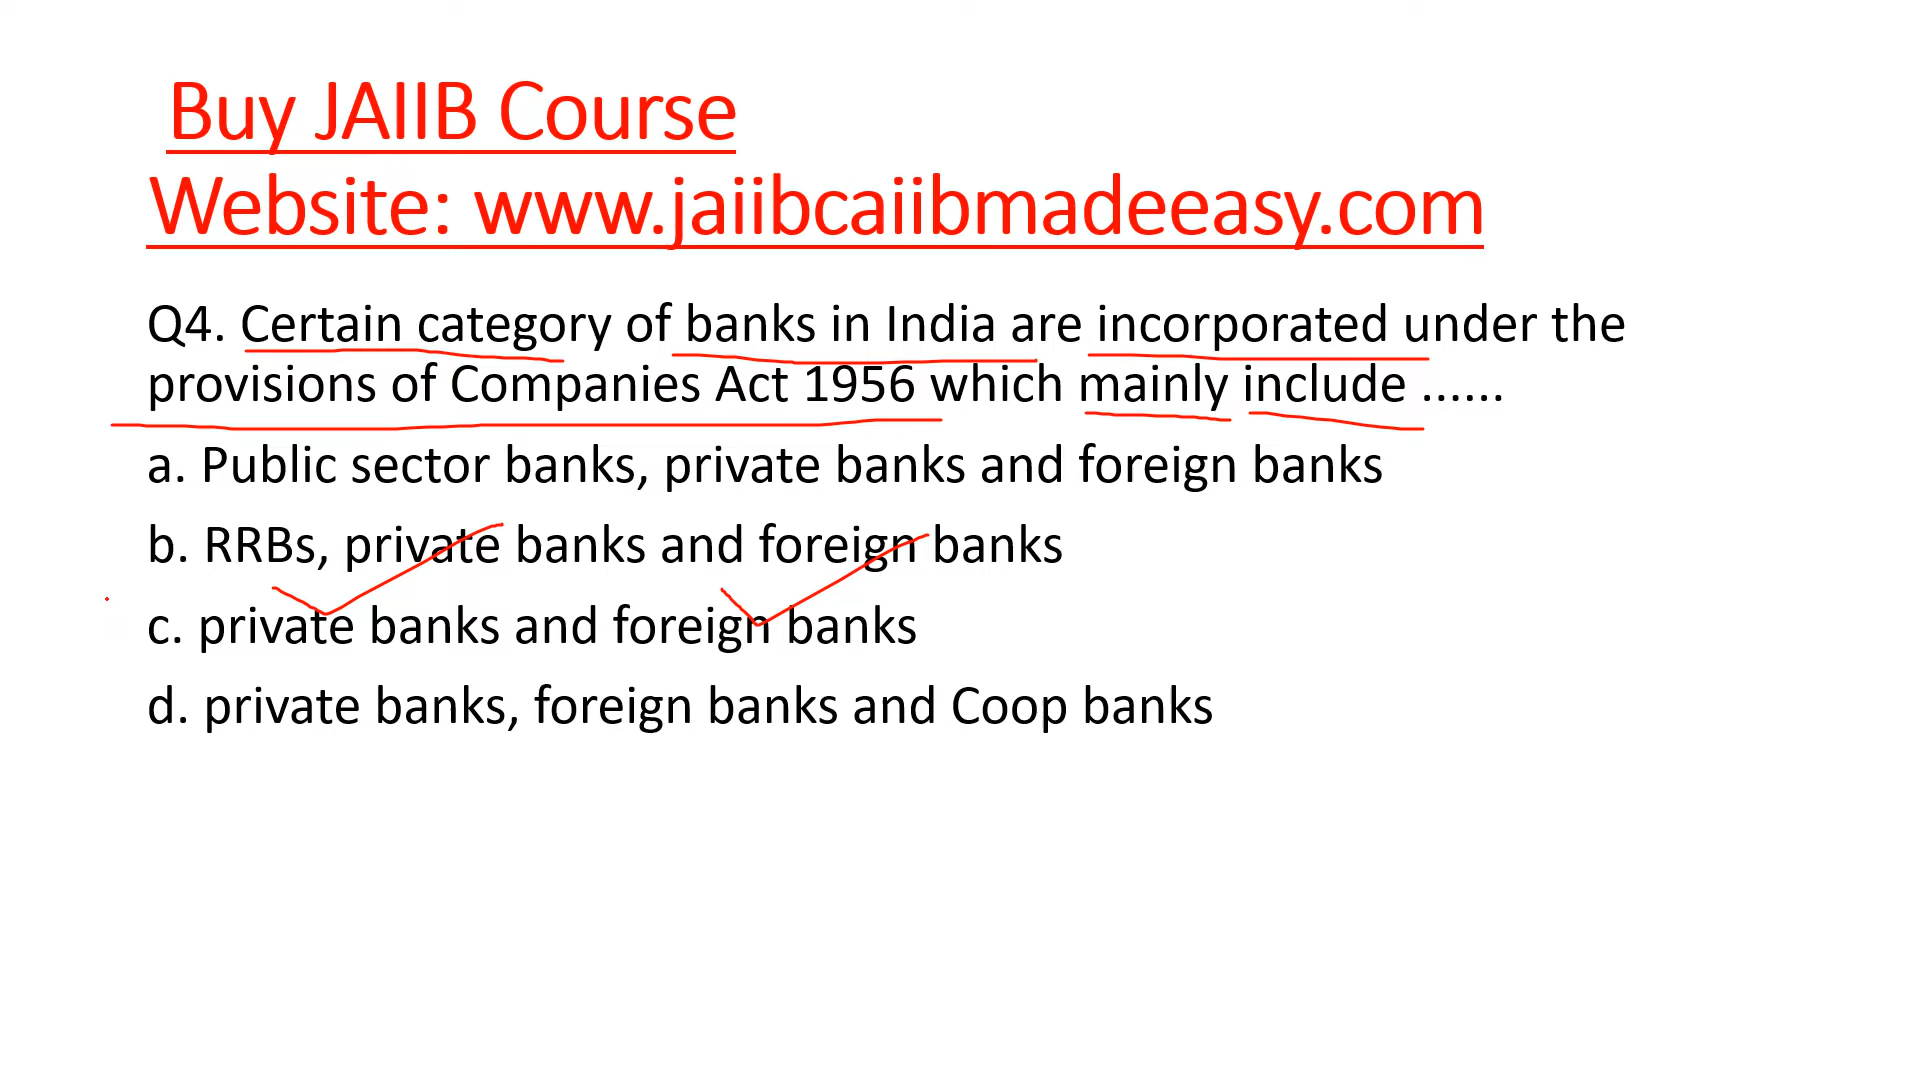 Buy JAIIB Course
Website: www.jaiibcaiibmadeeasy.com
Q4. Certain category of banks in India are incorporated under the
provisions of Companies Act 1956 which mainly include ......
a. Public sector banks, private banks and foreign banks
b. RRBs, private banks and foreign banks
c. private banks and foreign banks
d. private banks, foreign banks and Coop banks